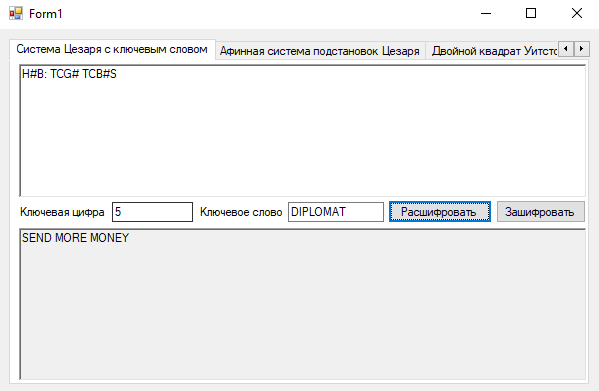 Form1
Система Цезаря с ключевым словом
Афинная система подстановок Цезаря
Двойной квадрат Уитсто
H#B: TCG# TCB#S
Ключевая цифра
5
Ключевое слово
DIPLOMAT
Расшифровать
Зашифровать
SEND MORE MONEY